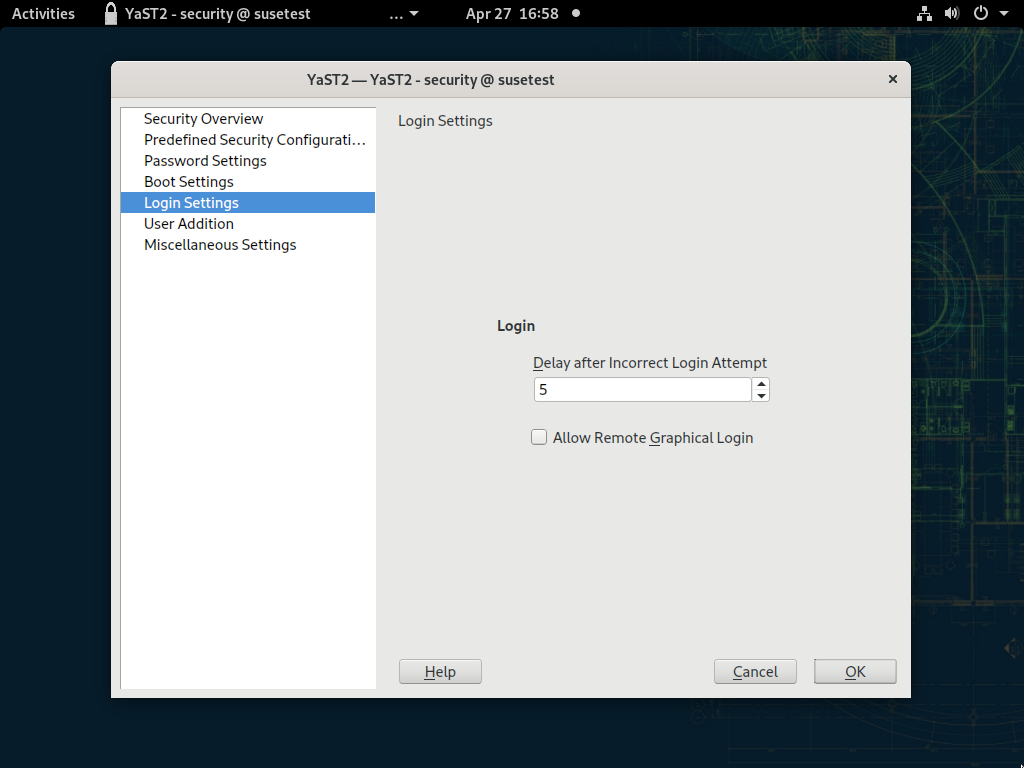 Activities YaST2 - security @ susetest ... Apr 27 16:58
YaST2 — YaST2 - security @ susetest
Security Overview
Predefined Security Configurati...
Password Settings
Boot Settings
Login Settings
User Addition
Miscellaneous Settings
Login Settings
Login
Delay after Incorrect Login Attempt
5
Allow Remote Graphical Login
Help Cancel OK